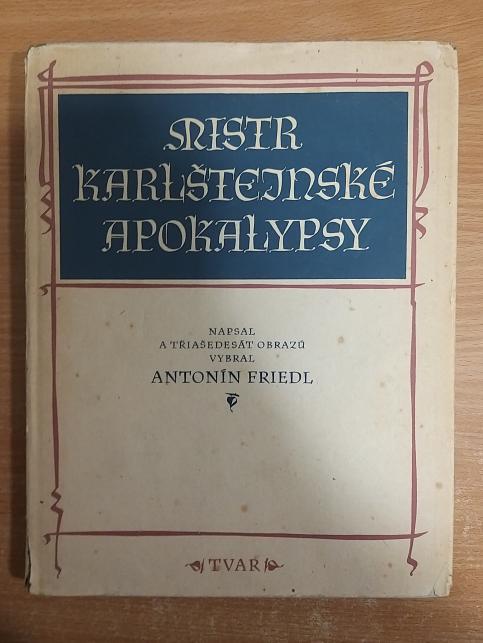 MISTR
KARLŠTEJNSKÉ
APOKALYPSY
NAPSAL
A TŘIAŠEDESÁT OBRAZŮ
VYBRAL
ANTONÍN FRIEDL
TVAR